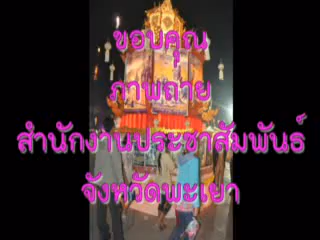 ขอบคุณ
ภาพถ่าย
สำนักงานประชาสัมพันธ์
จังหวัดพะเยา